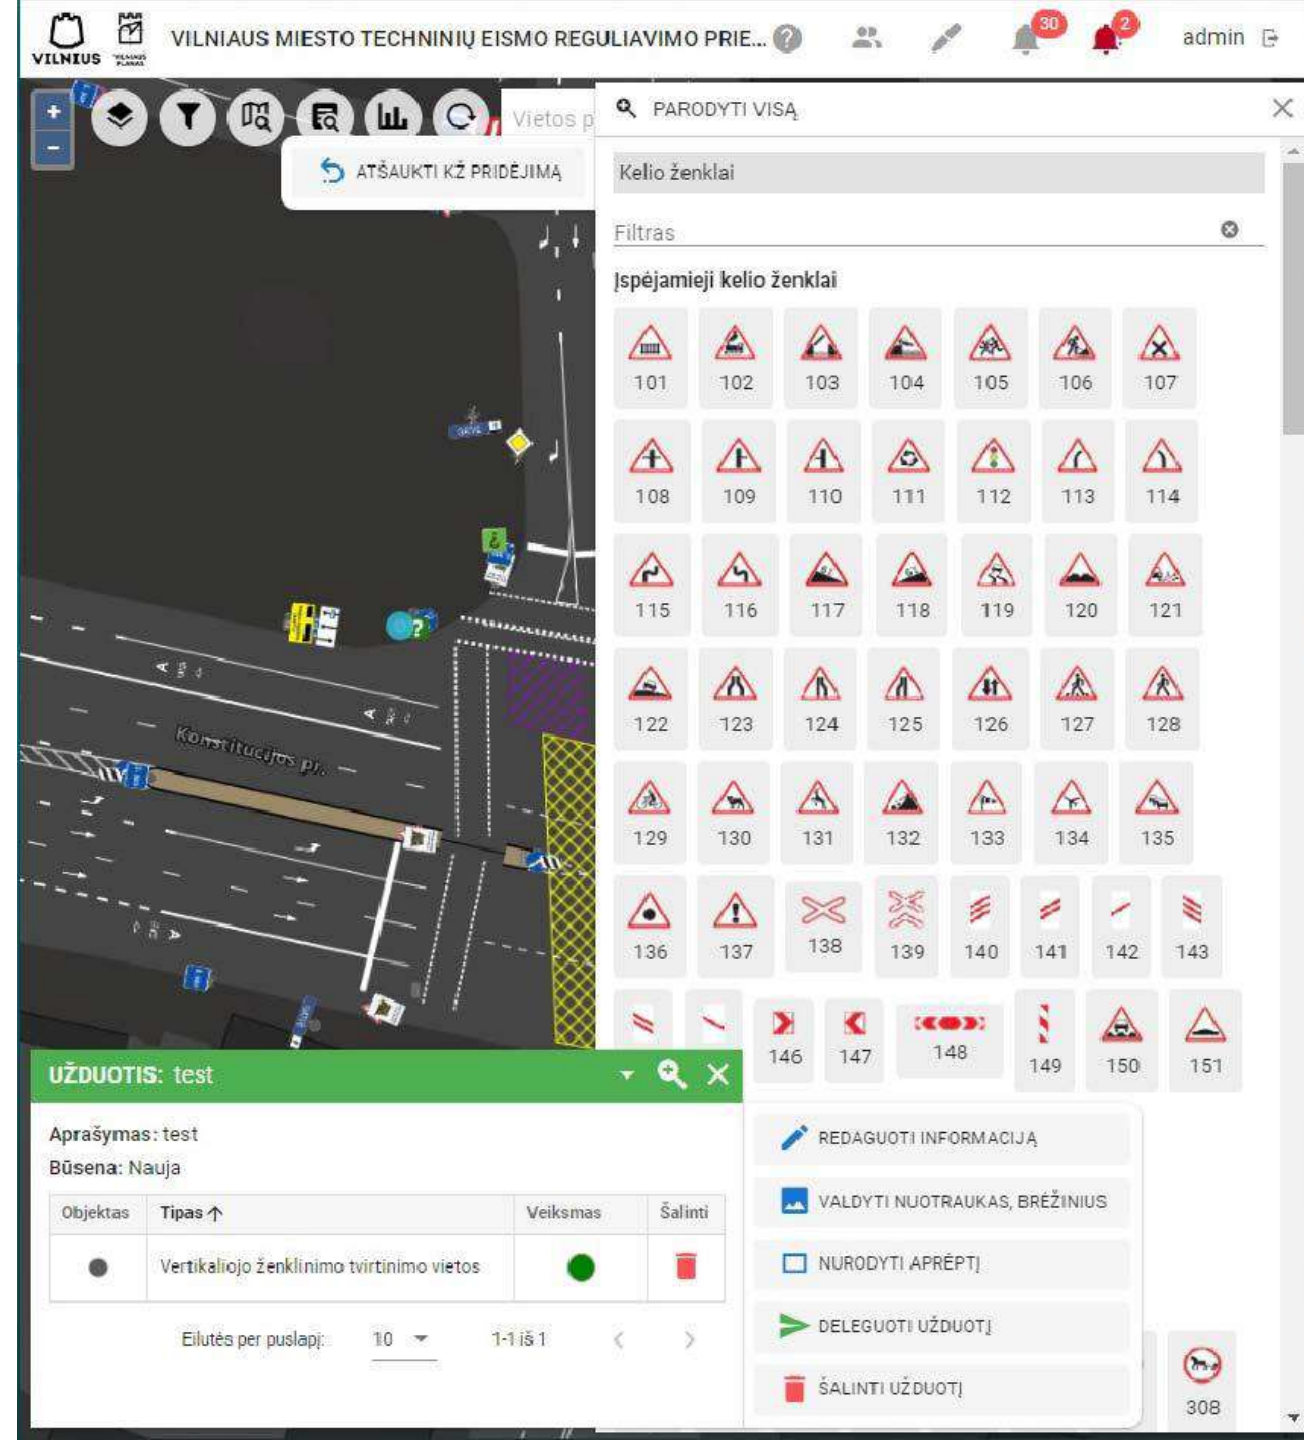 VILNIUS
VILNIAUS
PLANAS
VILNIAUS MIESTO TECHNINIŲ EISMO REGULIAVIMO PRIE...
30
2
admin
+
-
Vietos p
ATŠAUKTI KŽ PRIDĖJIMĄ
PARODYTI VISĄ
Kelio ženklai
Filtras
Įspėjamieji kelio ženklai
101 102 103 104 105 106 107
108 109 110 111 112 113 114
115 116 117 118 119 120 121
122 123 124 125 126 127 128
129 130 131 132 133 134 135
136 137 138 139 140 141 142 143
146 147 148 149 150 151
308
Konstitucijos pr.
A
A
A
UŽDUOTIS: test
Aprašymas: test
Būsena: Nauja
Objektas Tipas Veiksmas Šalinti
Vertikaliojo ženklinimo tvirtinimo vietos
Eilutės per puslapį: 10 1-1 iš 1
REDAGUOTI INFORMACIJĄ
VALDYTI NUOTRAUKAS, BRĖŽINIUS
NURODYTI APRĖPTĮ
DELEGUOTI UŽDUOTĮ
ŠALINTI UŽDUOTĮ